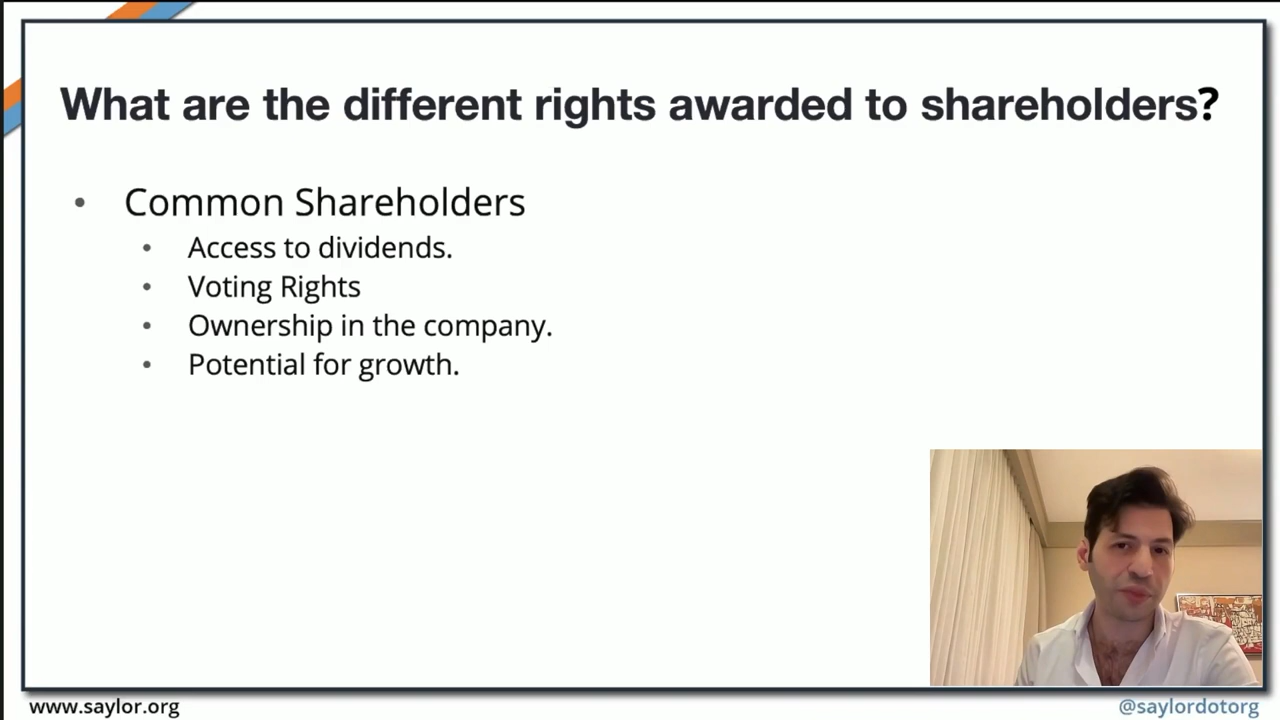 What are the different rights awarded to shareholders?
• Common Shareholders
• Access to dividends.
• Voting Rights
• Ownership in the company.
• Potential for growth.
www.saylor.org
@saylordotorg